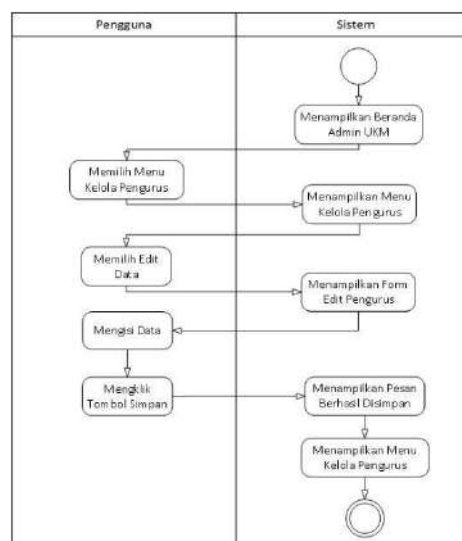 Pengguna
Sistem
Menampilkan Beranda
Admin UKM
Memilih Menu
Kelola Pengurus
Menampilkan Menu
Kelola Pengurus
Memilih Edit
Data
Menampilkan Form
Edit Pengurus
Mengisi Data
Mengklik
Tombol Simpan
Menampilkan Pesan
Berhasil Disimpan
Menampilkan Menu
Kelola Pengurus